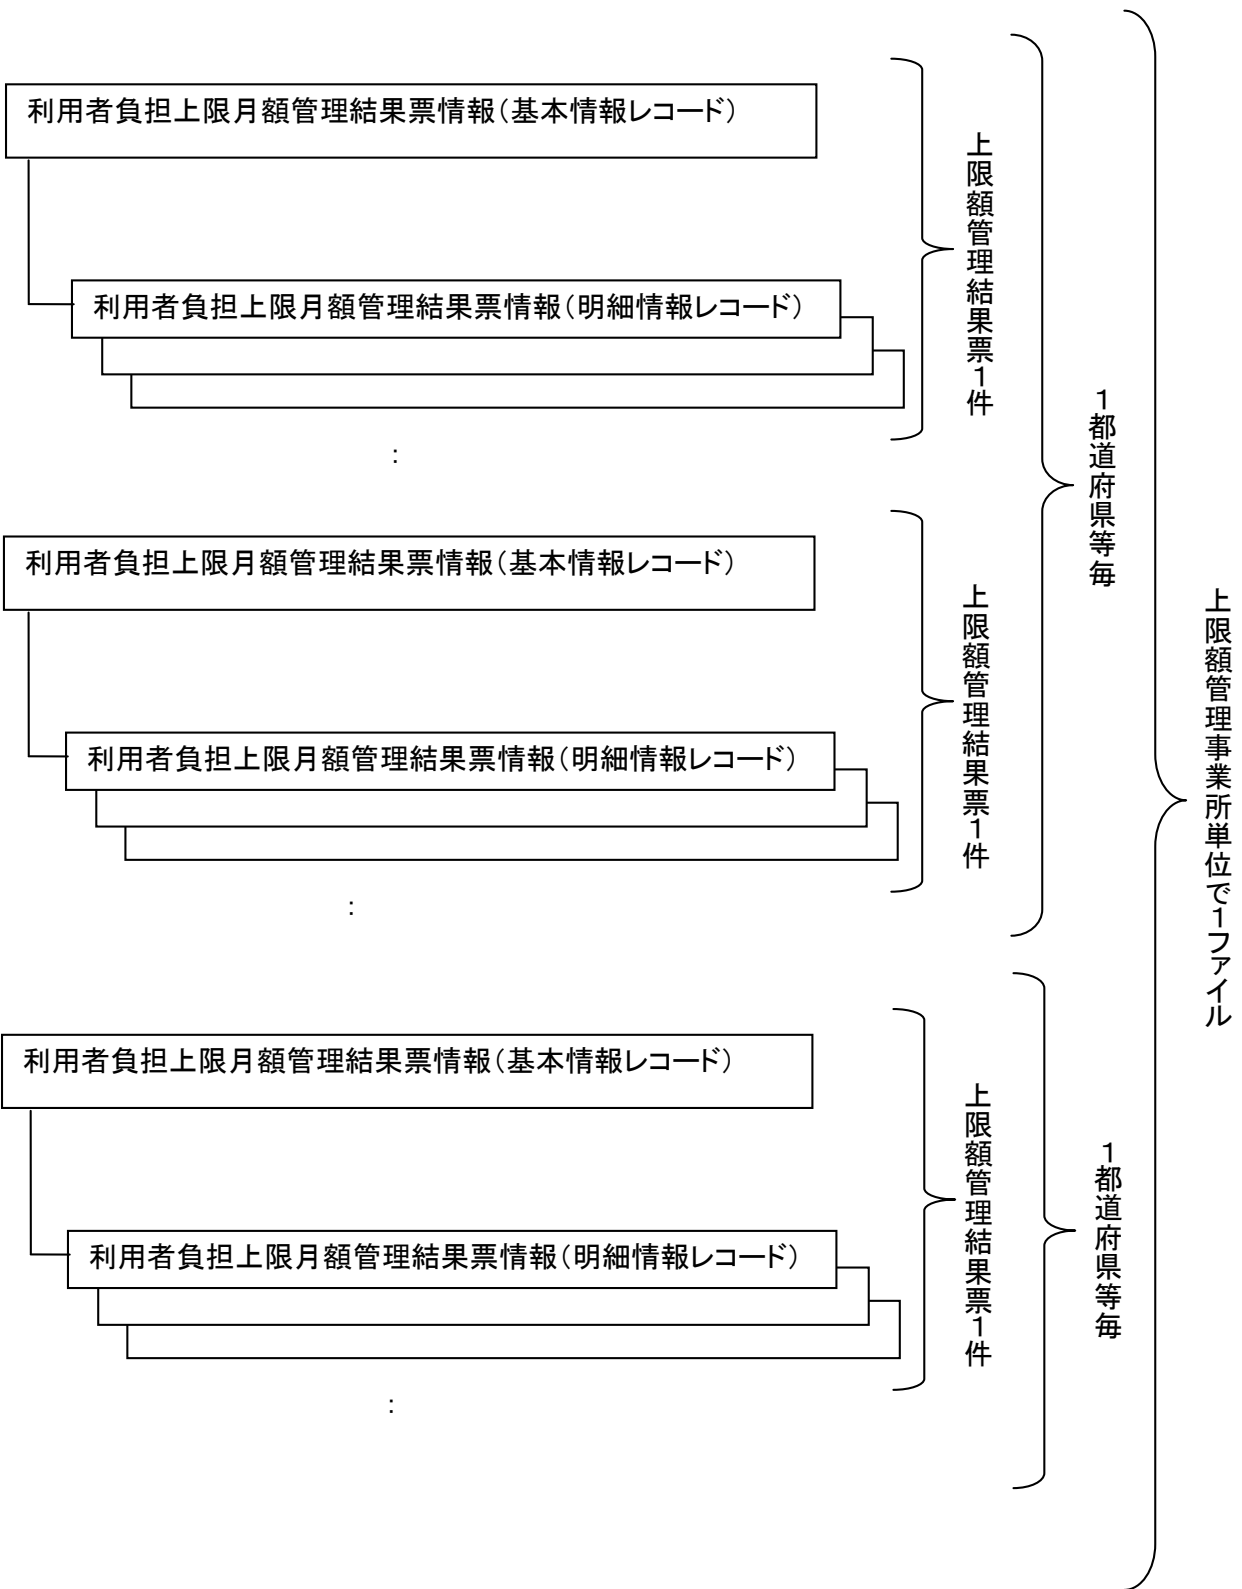 利用者負担上限月額管理結果票情報（基本情報レコード）
利用者負担上限月額管理結果票情報（明細情報レコード）
：
上限額管理結果票１件
利用者負担上限月額管理結果票情報（基本情報レコード）
利用者負担上限月額管理結果票情報（明細情報レコード）
：
上限額管理結果票１件
１都道府県等毎
利用者負担上限月額管理結果票情報（基本情報レコード）
利用者負担上限月額管理結果票情報（明細情報レコード）
：
上限額管理結果票１件
１都道府県等毎
上限額管理事業所単位で１ファイル